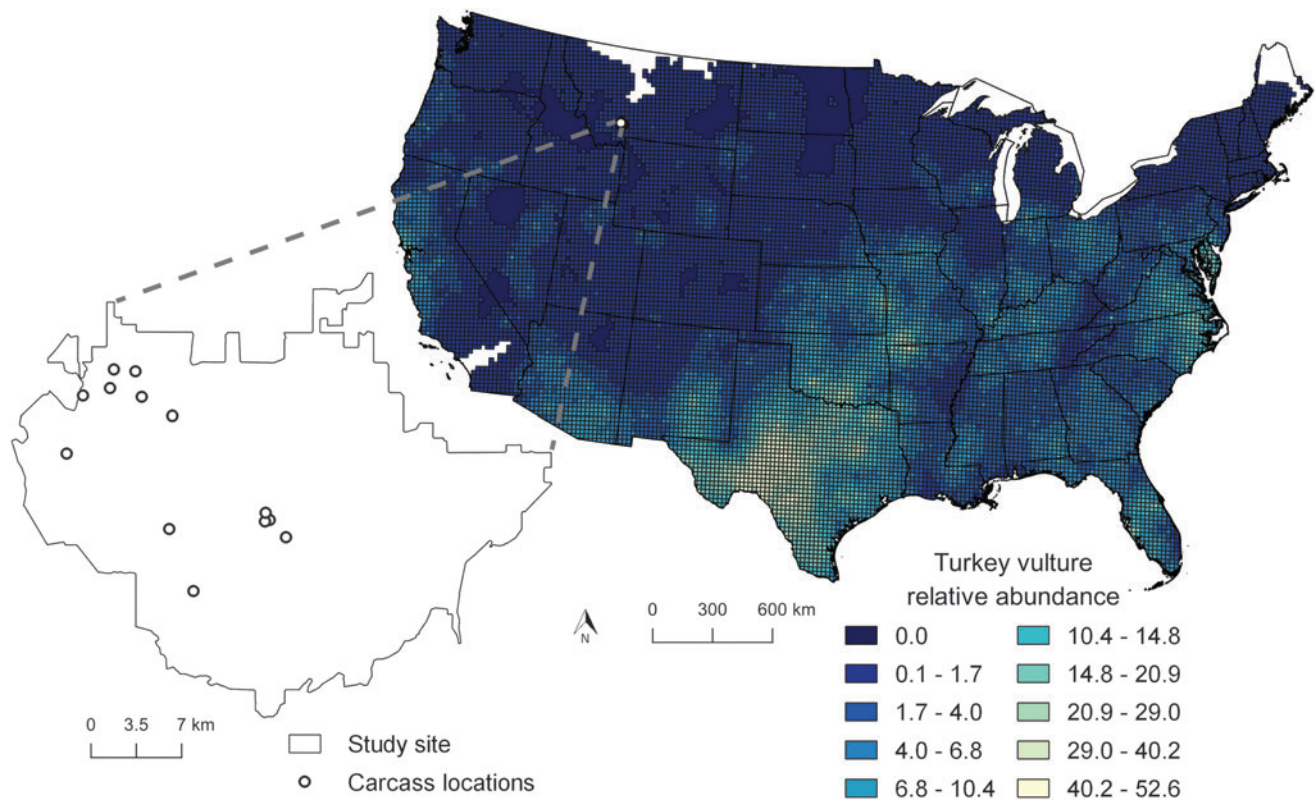 N
0 300 600 km
0 3.5 7 km
Study site
Carcass locations
Turkey vulture
relative abundance
0.0
0.1 - 1.7
1.7 - 4.0
4.0 - 6.8
6.8 - 10.4
10.4 - 14.8
14.8 - 20.9
20.9 - 29.0
29.0 - 40.2
40.2 - 52.6